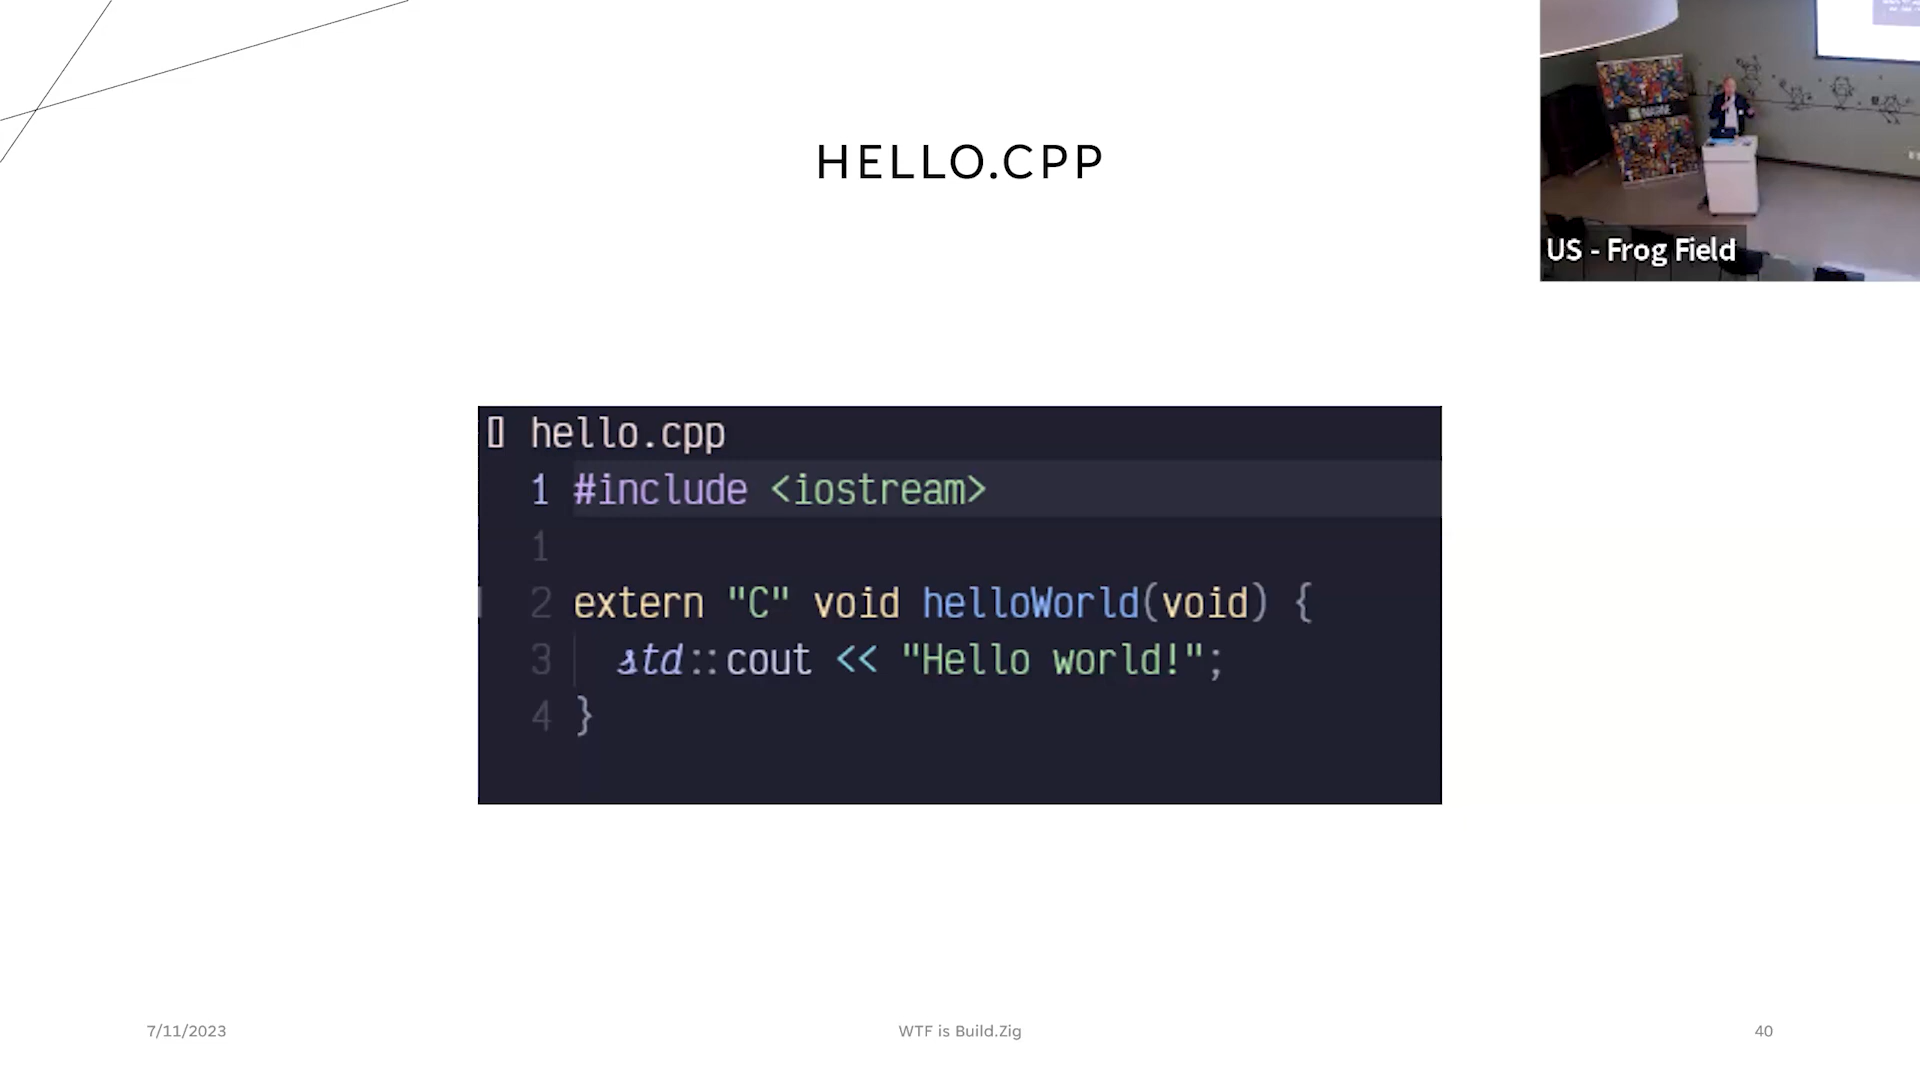 HELLO.CPP
US - Frog Field
hello.cpp
1 #include <iostream>
1
2 extern "C" void helloWorld(void) {
3 std::cout << "Hello world!";
4 }
7/11/2023
WTF is Build.Zig
40